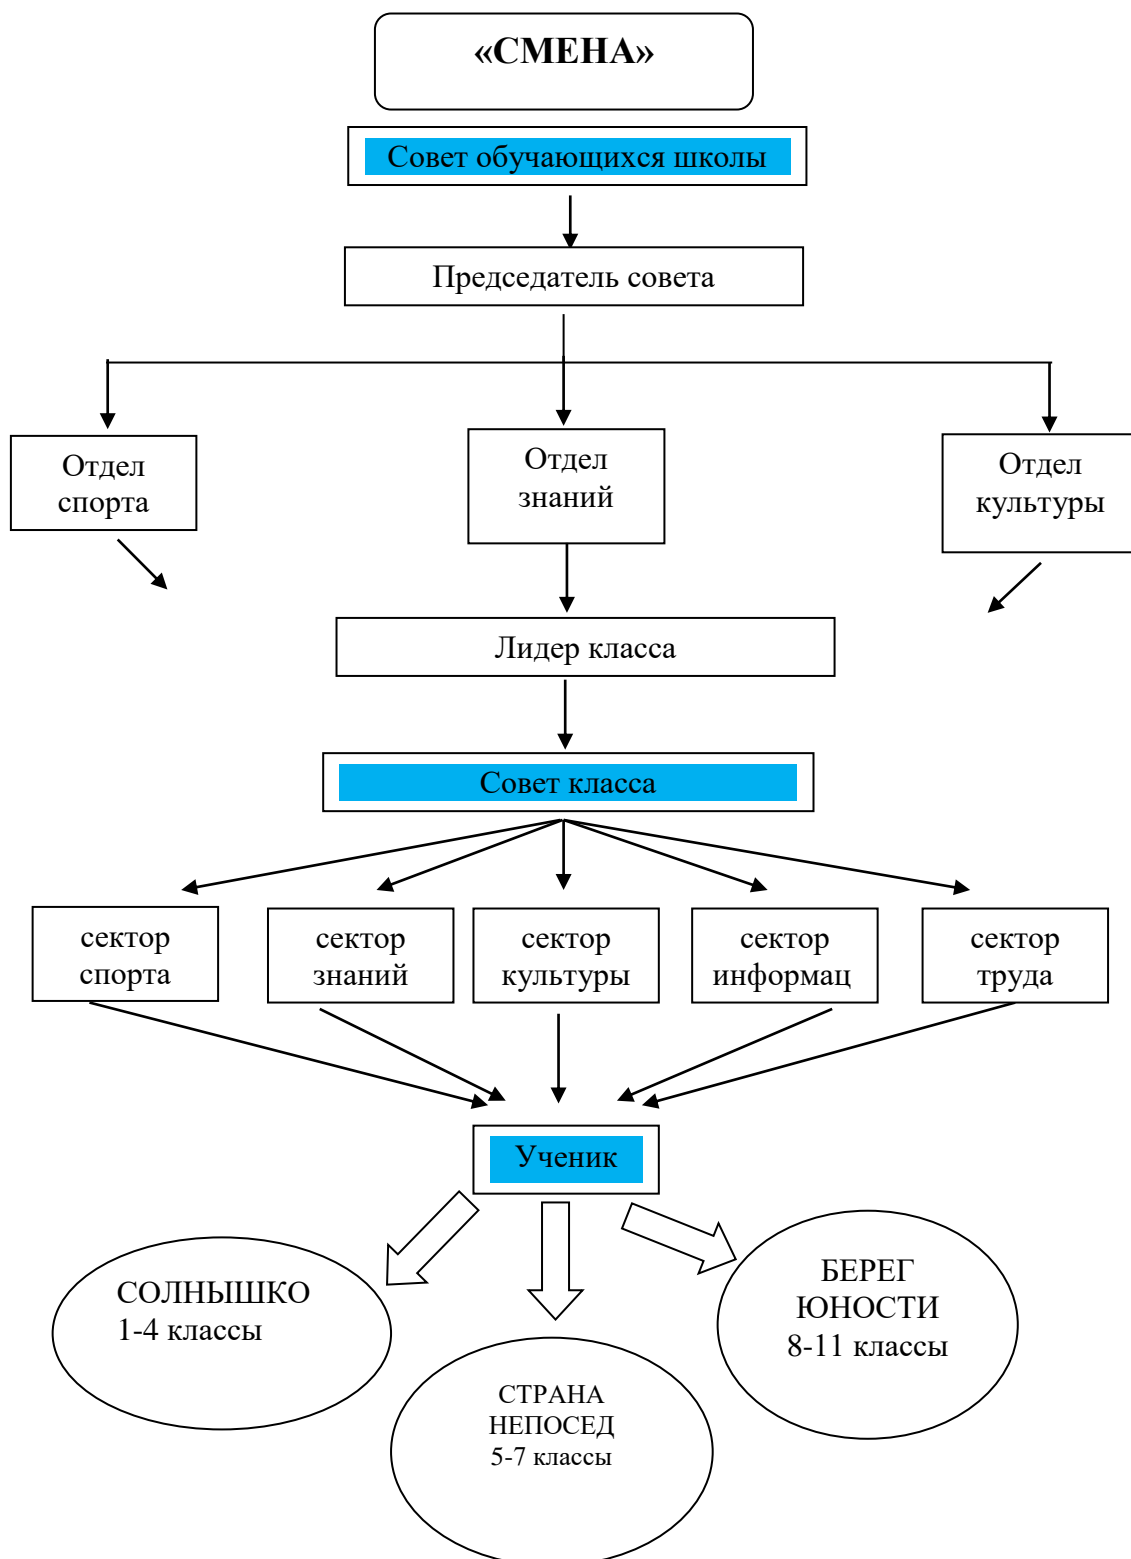 «СМЕНА»
Совет обучающихся школы
Председатель совета
Отдел
спорта
Отдел
знаний
Отдел
культуры
Лидер класса
Совет класса
сектор
спорта
сектор
знаний
сектор
культуры
сектор
информац
сектор
труда
Ученик
СОЛНЫШКО
1-4 классы
СТРАНА
НЕПОСЕД
5-7 классы
БЕРЕГ
ЮНОСТИ
8-11 классы